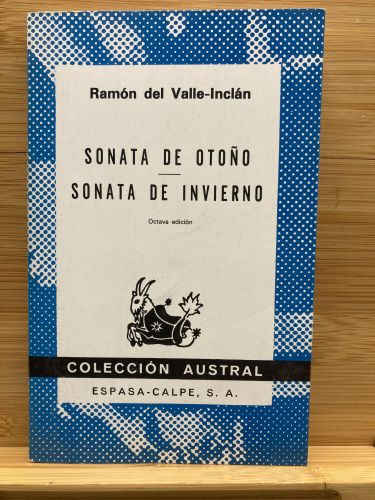 Ramón del Valle-Inclán
SONATA DE OTOÑO
SONATA DE INVIERNO
Octava edición
COLECCIÓN AUSTRAL
ESPASA-CALPE, S. A.